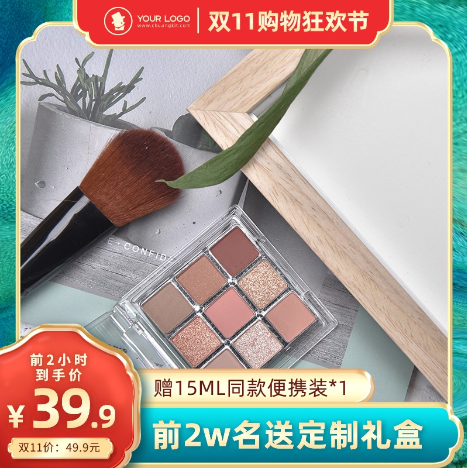 YOUR LOGO
双11购物狂欢节
E•CONFID
赠15ML同款便携装*1
前2小时
到手价
¥39.9
双11价：49.9元
前2w名送定制礼盒